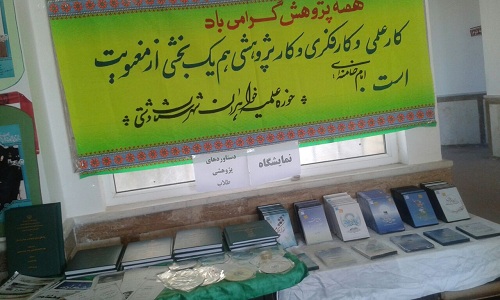 هفته پژوهش گرامی باد
کار علمی و کار فکری و کار پژوهشی هم یک بخشی از معنویت
است امام خامنه ای
حوزه علمیه خواهران شهرستان دشتی
نمایشگاه
دستاوردهای
پژوهشی
طلاب